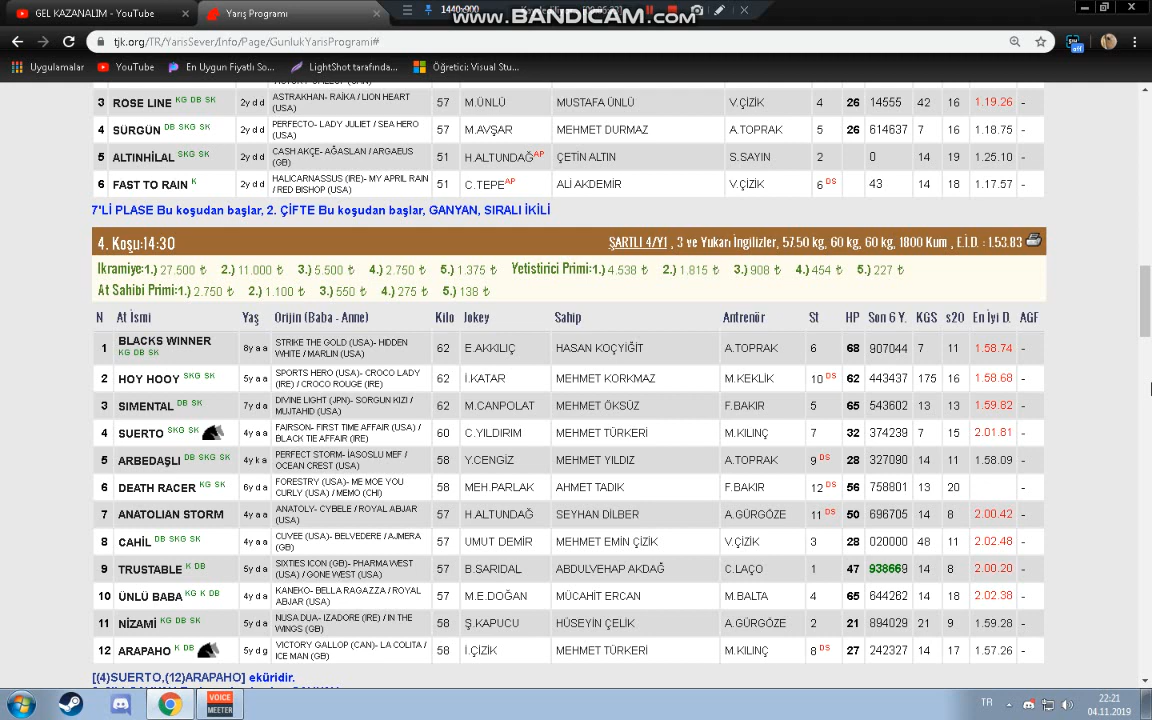 GEL KAZANALIM - YouTube
Yarış Programı
1440x900
WWW.BANDICAM.COM
tjk.org/TR/YarisSever/Info/Page/GunlukYarisProgrami#
Uygulamalar YouTube En Uygun Fiyatlı So... LightShot tarafında... Öğretici: Visual Stu...
3 ROSE LINE KG DB SK 2y d d ASTRAKHAN- RAİKA / LION HEART (USA) 57 M.ÜNLÜ MUSTAFA ÜNLÜ V.ÇİZİK 4 26 14555 42 16 1.19.26 -
4 SÜRGÜN DB SKG SK 2y d d PERFECTO- LADY JULIET / SEA HERO (USA) 57 M.AVŞAR MEHMET DURMAZ A.TOPRAK 5 26 614637 7 16 1.18.75 -
5 ALTINHİLAL SKG SK 2y d d CASH AKÇE- AĞASLAN / ARGAEUS (GB) 51 H.ALTUNDAĞ AP ÇETİN ALTIN S.SAYIN 2 0 14 19 1.25.10 -
6 FAST TO RAIN K 2y d d HALICARNASSUS (IRE)- MY APRIL RAIN / RED BISHOP (USA) 51 C.TEPE AP ALİ AKDEMİR V.ÇİZİK 6 DS 43 14 18 1.17.57 -
7'Lİ PLASE Bu koşudan başlar, 2. ÇİFTE Bu koşudan başlar, GANYAN, SIRALI İKİLİ
4. Koşu:14:30 ŞARTLI 4/Y1 , 3 ve Yukarı İngilizler, 57.50 kg, 60 kg, 60 kg, 1800 Kum , E.İ.D. : 1.53.83
Ikramiye:1.) 27.500 ₺ 2.) 11.000 ₺ 3.) 5.500 ₺ 4.) 2.750 ₺ 5.) 1.375 ₺ Yetistirici Primi:1.) 4.538 ₺ 2.) 1.815 ₺ 3.) 908 ₺ 4.) 454 ₺ 5.) 227 ₺
At Sahibi Primi:1.) 2.750 ₺ 2.) 1.100 ₺ 3.) 550 ₺ 4.) 275 ₺ 5.) 138 ₺
N At İsmi Yaş Orijin (Baba - Anne) Kilo Jokey Sahip Antrenör St HP Son 6 Y. KGS s20 En İyi D. AGF
1 BLACKS WINNER KG DB SK 8y a a STRIKE THE GOLD (USA)- HIDDEN WHITE / MARLIN (USA) 62 E.AKKILIÇ HASAN KOÇYİĞİT A.TOPRAK 6 68 907044 7 11 1.58.74 -
2 HOY HOOY SKG SK 5y a a SPORTS HERO (USA)- CROCO LADY (IRE) / CROCO ROUGE (IRE) 62 İ.KATAR MEHMET KORKMAZ M.KEKLİK 10 DS 62 443437 175 16 1.58.68 -
3 SIMENTAL DB SK 7y d a DIVINE LIGHT (JPN)- SORGUN KIZI / MUJTAHID (USA) 62 M.CANPOLAT MEHMET ÖKSÜZ F.BAKIR 5 65 543602 13 13 1.59.82 -
4 SUERTO SKG SK 4y a a FAIRSON- FIRST TIME AFFAIR (USA) / BLACK TIE AFFAIR (IRE) 60 C.YILDIRIM MEHMET TÜRKERİ M.KILINÇ 7 32 374239 7 15 2.01.81 -
5 ARBEDAŞLI DB SKG SK 4y k a PERFECT STORM- İASOSLU MEF / OCEAN CREST (USA) 58 Y.CENGİZ MEHMET YILDIZ A.TOPRAK 9 DS 28 327090 14 11 1.58.09 -
6 DEATH RACER KG SK 6y d a FORESTRY (USA)- ME MOE YOU CURLY (USA) / MEMO (CHI) 58 MEH.PARLAK AHMET TADIK F.BAKIR 12 DS 56 758801 13 20 -
7 ANATOLIAN STORM 4y a a ANATOLY- CYBELE / ROYAL ABJAR (USA) 58 H.ALTUNDAĞ SEYHAN DİLBER A.GÜRGÖZE 11 DS 50 696705 14 8 2.00.42 -
8 CAHİL DB SKG SK 4y a a CUVEE (USA)- BELVEDERE / AJMERA (GB) 57 UMUT DEMİR MEHMET EMİN ÇİZİK V.ÇİZİK 3 28 020000 48 11 2.02.48 -
9 TRUSTABLE K DB 5y d a SIXTIES ICON (GB)- PHARMA WEST (USA) / GONE WEST (USA) 57 B.SARIDAL ABDULVEHAP AKDAĞ C.LAÇO 1 47 938669 14 8 2.00.20 -
10 ÜNLÜ BABA KG K DB 4y d a KANEKO- BELLA RAGAZZA / ROYAL ABJAR (USA) 57 M.E.DOĞAN MÜCAHİT ERCAN M.BALTA 4 65 644262 14 18 2.02.38 -
11 NİZAMİ KG DB SK 5y d a NUSA DUA- IZADORE (IRE) / IN THE WINGS (GB) 58 Ş.KAPUCU HÜSEYİN ÇELİK A.GÜRGÖZE 2 21 894029 21 9 1.59.28 -
12 ARAPAHO K DB 5y d g VICTORY GALLOP (CAN)- LA COLITA / ICE MAN (GB) 58 İ.ÇİZİK MEHMET TÜRKERİ M.KILINÇ 8 DS 27 242327 14 17 1.57.26 -
[(4)SUERTO,(12)ARAPAHO] eküridir.
VOICE MEETER
TR 22:21
04.11.2019